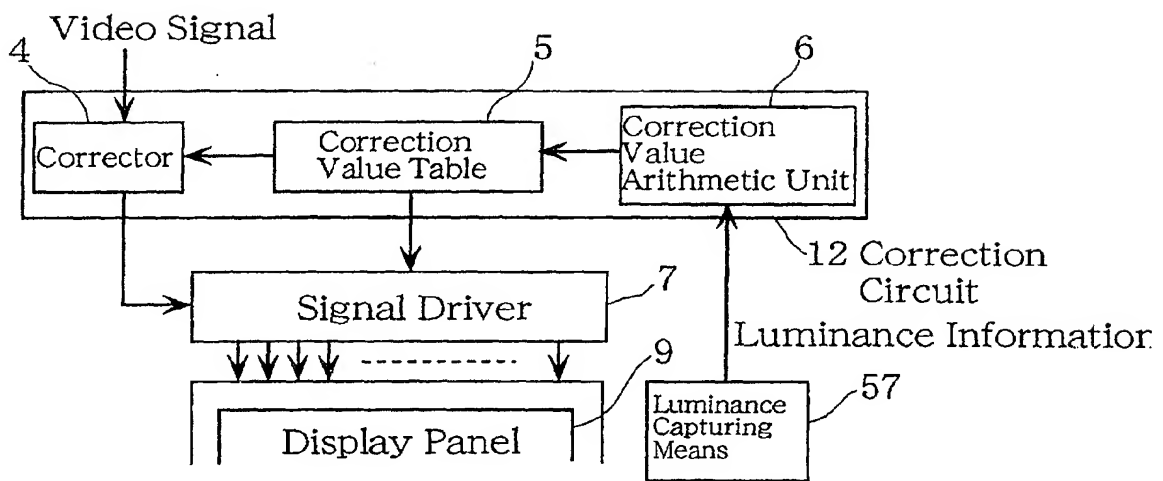 Video Signal
4
5
6
Corrector
Correction
Value Table
Correction
Value
Arithmetic Unit
12 Correction
Circuit
7
Signal Driver
Luminance Information
9
57
Display Panel
Luminance
Capturing
Means